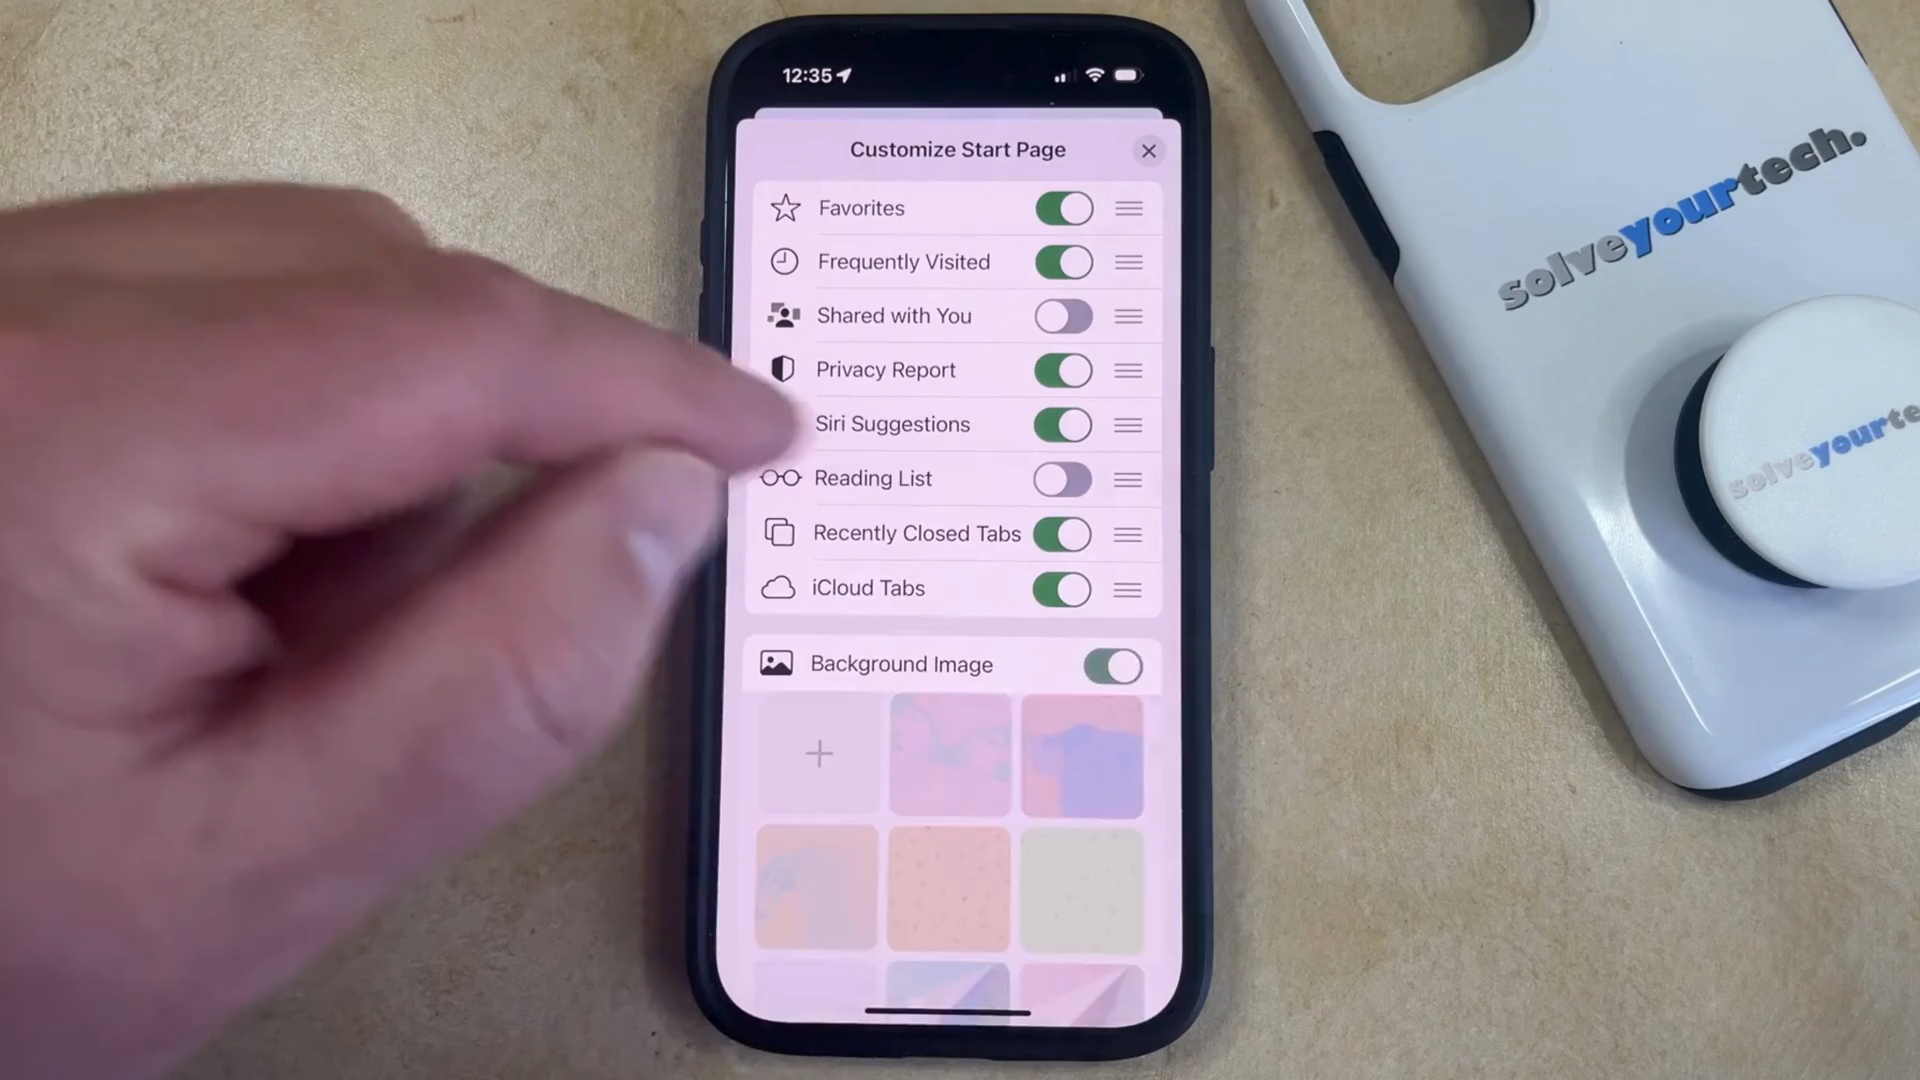 12:35
Customize Start Page
Favorites
Frequently Visited
Shared with You
Privacy Report
Siri Suggestions
Reading List
Recently Closed Tabs
iCloud Tabs
Background Image
solveyourtech.
solveyourte